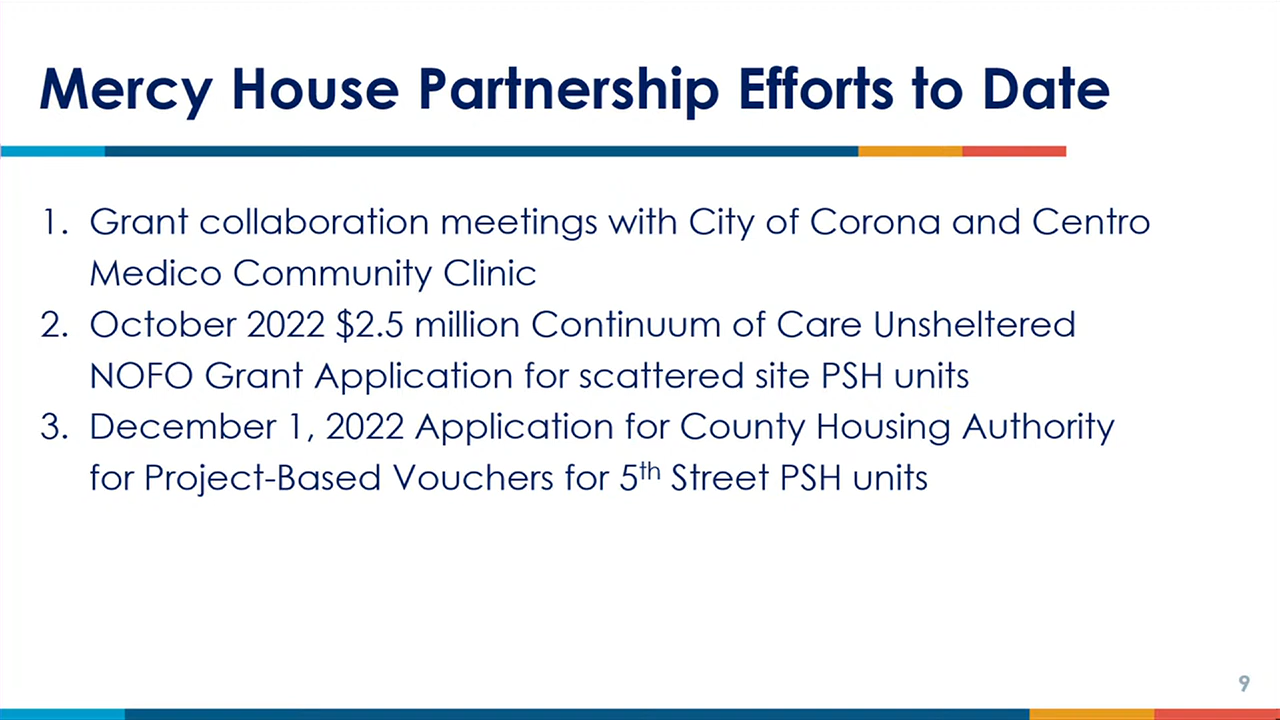 Mercy House Partnership Efforts to Date
1. Grant collaboration meetings with City of Corona and Centro
Medico Community Clinic
2. October 2022 $2.5 million Continuum of Care Unsheltered
NOFO Grant Application for scattered site PSH units
3. December 1, 2022 Application for County Housing Authority
for Project-Based Vouchers for 5th Street PSH units
9